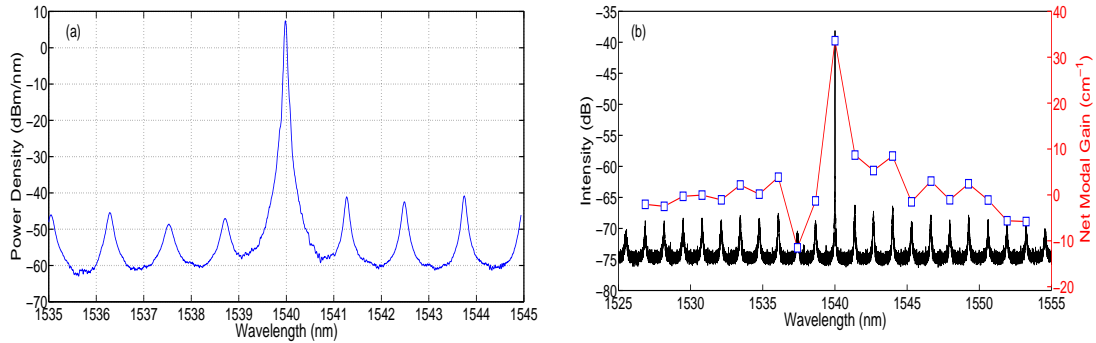 (a)
Power Density (dBm/nm)
10
0
−10
−20
−30
−40
−50
−60
−70
1535 1536 1537 1538 1539 1540 1541 1542 1543 1544 1545
Wavelength (nm)
(b)
Intensity (dB)
−35
−40
−45
−50
−55
−60
−65
−70
−75
−80
1525 1530 1535 1540 1545 1550 1555
Wavelength (nm)
40
30
20
10
0
−10
−20
Net Modal Gain (cm⁻¹)